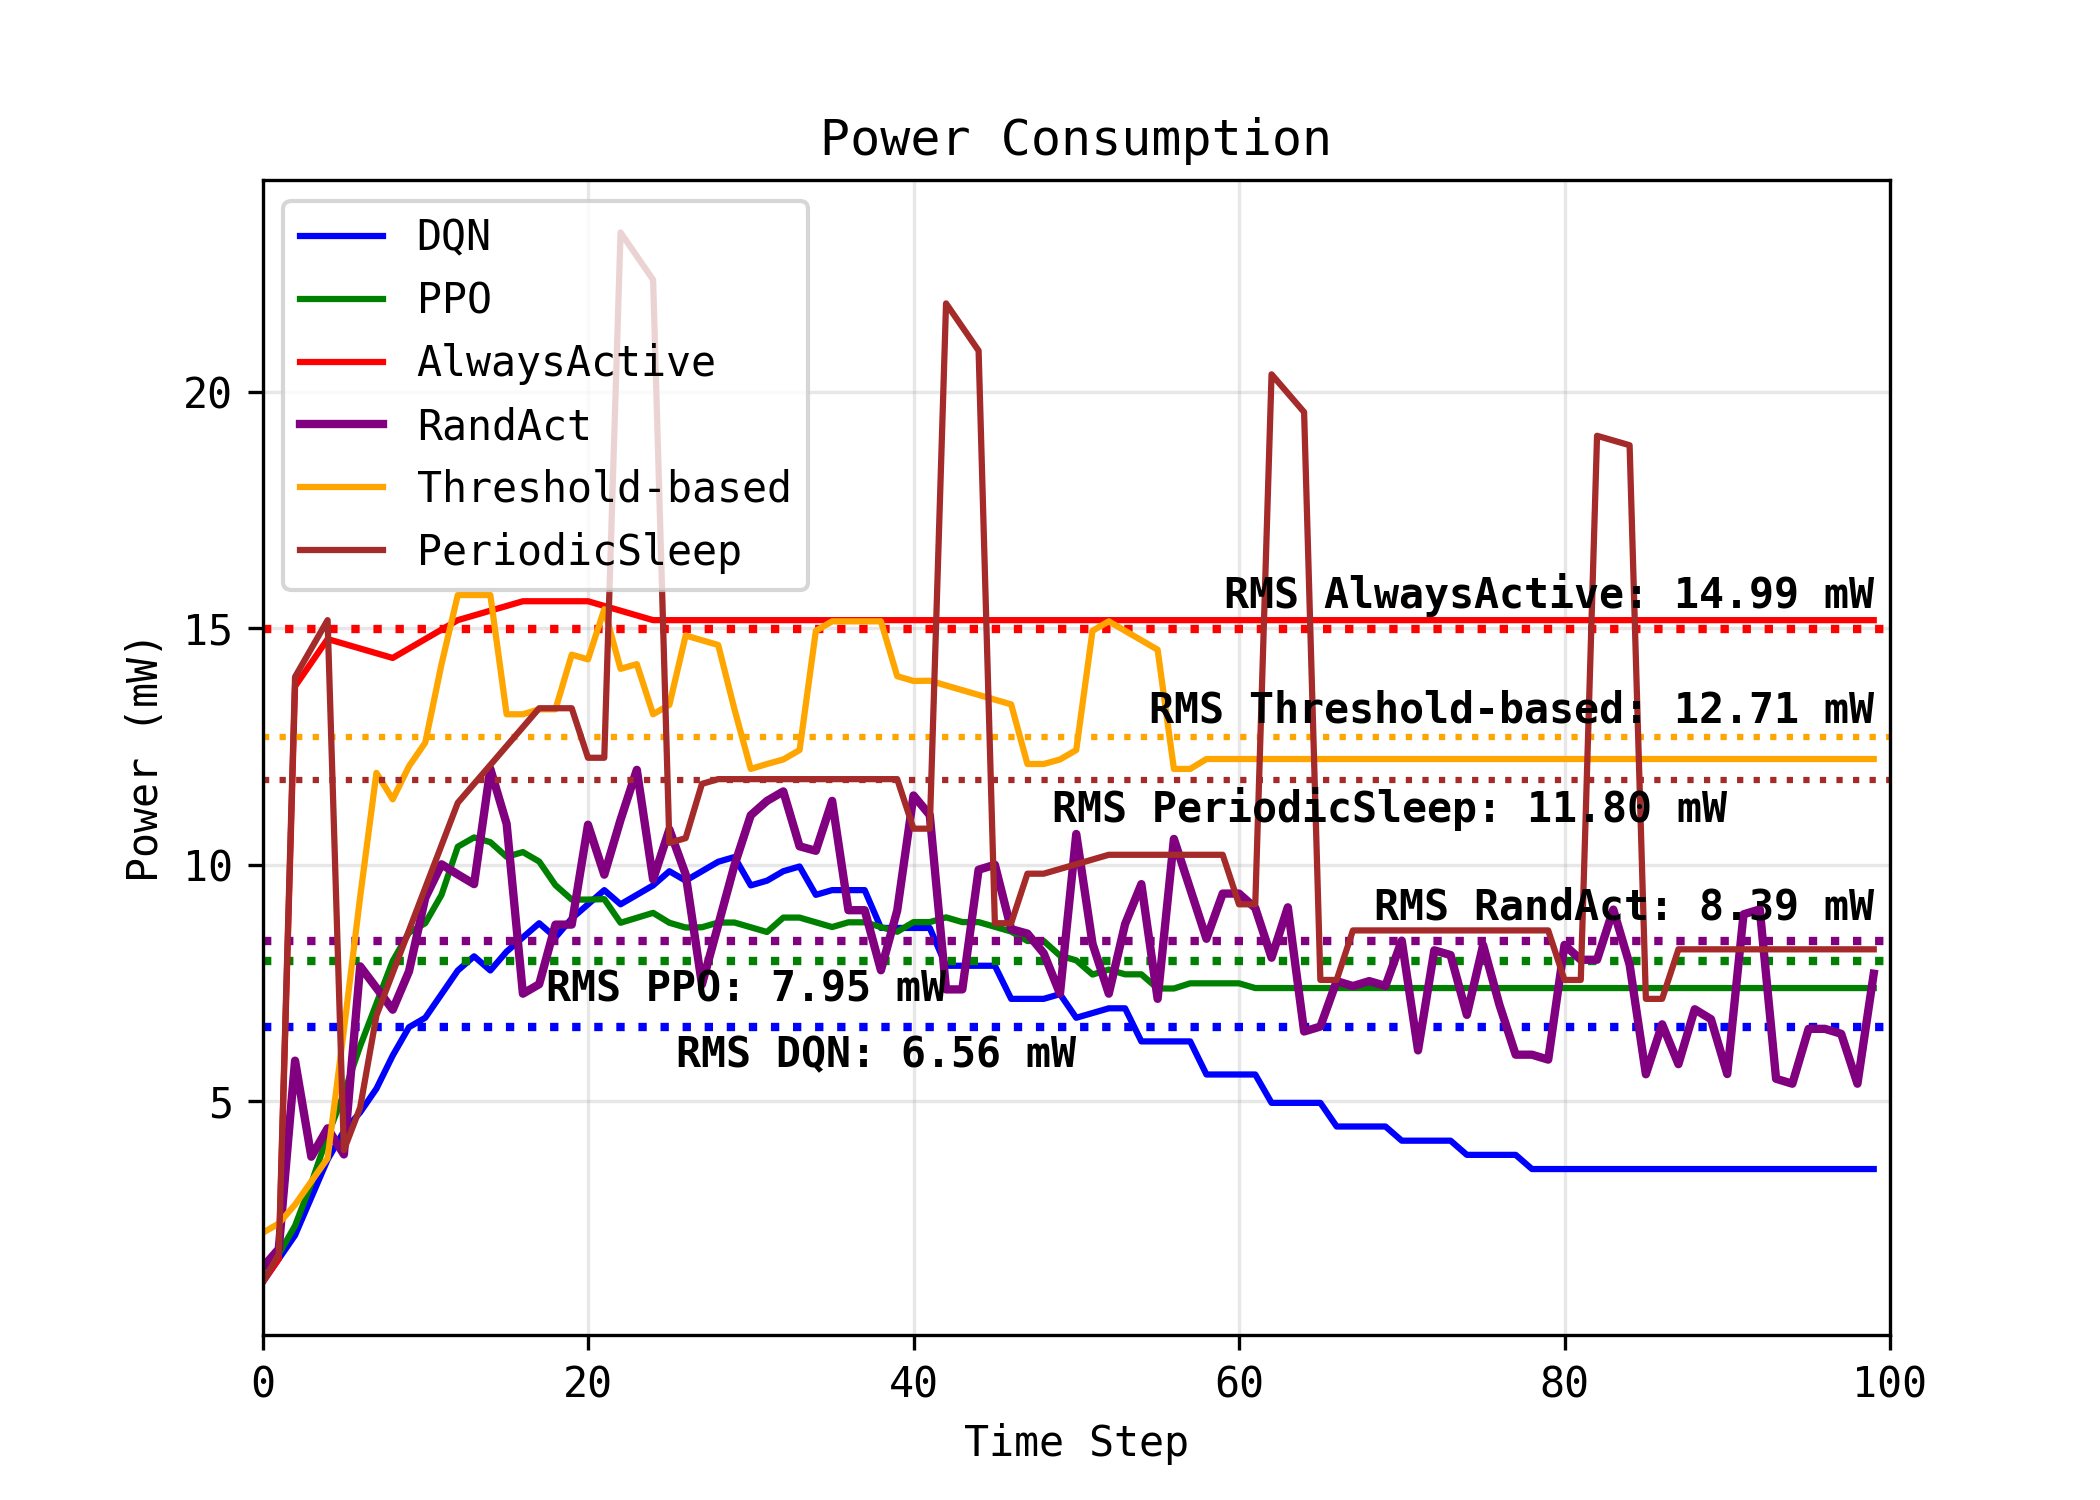 Power Consumption
DQN
PPO
AlwaysActive
RandAct
Threshold-based
PeriodicSleep
RMS AlwaysActive: 14.99 mW
RMS Threshold-based: 12.71 mW
RMS PeriodicSleep: 11.80 mW
RMS RandAct: 8.39 mW
RMS PPO: 7.95 mW
RMS DQN: 6.56 mW
Power (mW)
20
15
10
5
0 20 40 60 80 100
Time Step